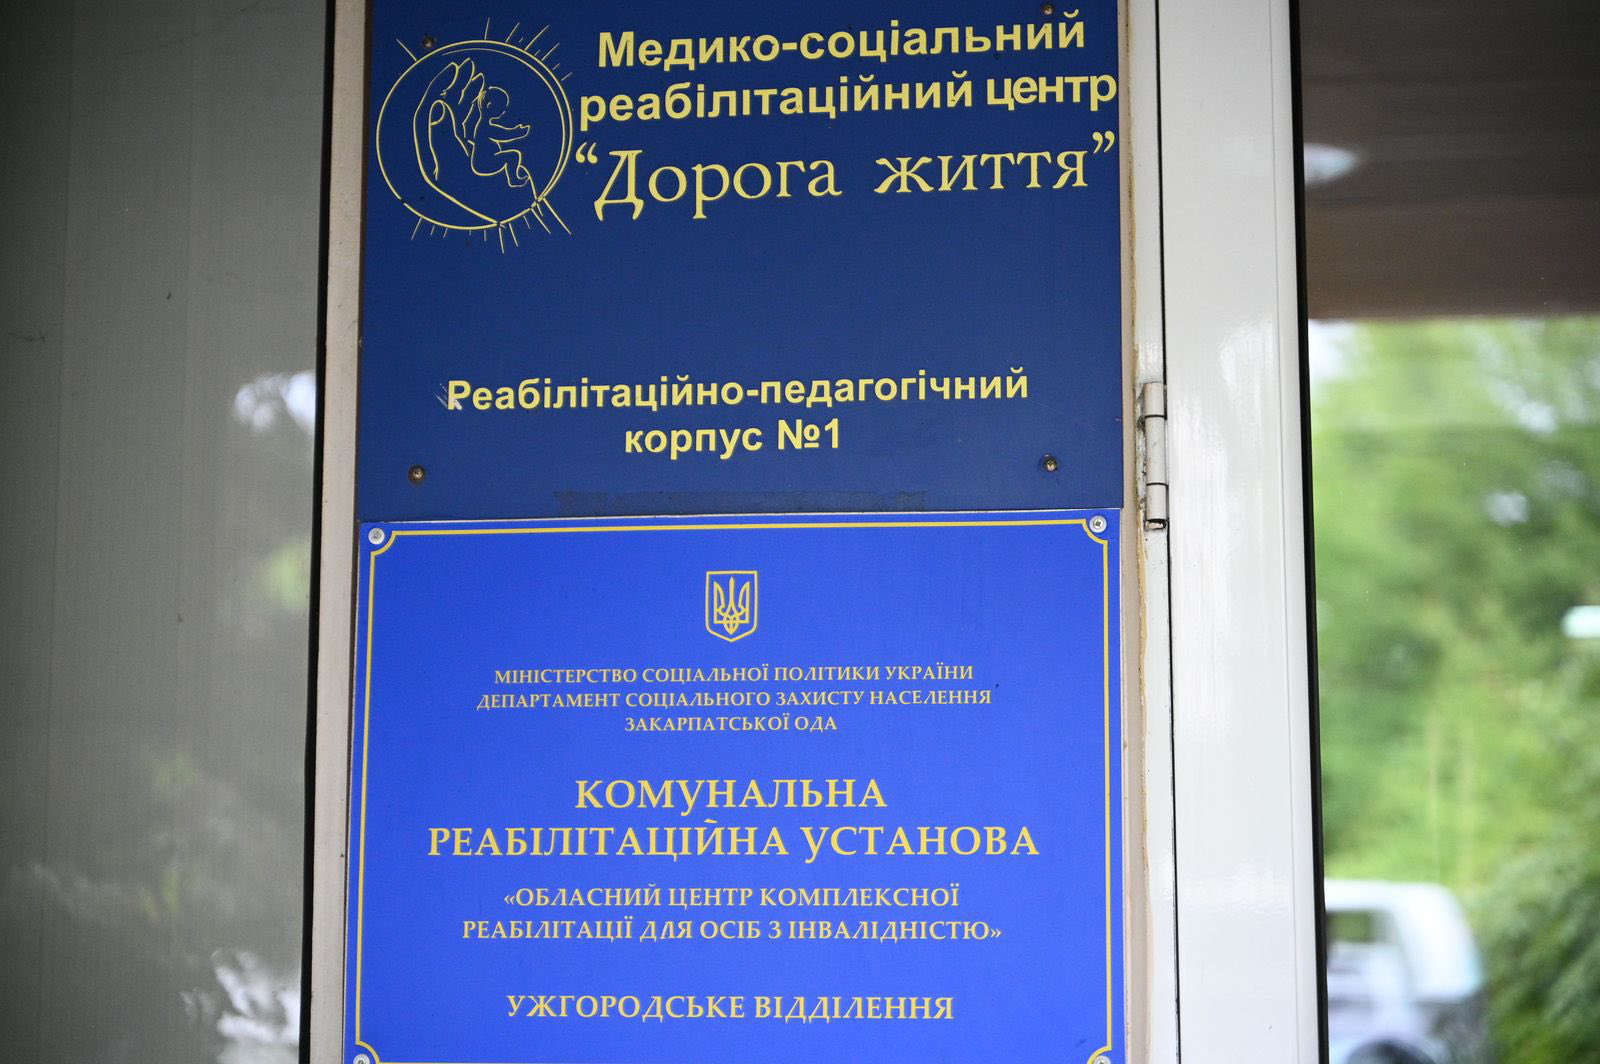 Медико-соціальний
реабілітаційний центр
“Дорога життя”
Реабілітаційно-педагогічний
корпус №1
МІНІСТЕРСТВО СОЦІАЛЬНОЇ ПОЛІТИКИ УКРАЇНИ
ДЕПАРТАМЕНТ СОЦІАЛЬНОГО ЗАХИСТУ НАСЕЛЕННЯ
ЗАКАРПАТСЬКОЇ ОДА
КОМУНАЛЬНА
РЕАБІЛІТАЦІЙНА УСТАНОВА
«ОБЛАСНИЙ ЦЕНТР КОМПЛЕКСНОЇ
РЕАБІЛІТАЦІЇ ДЛЯ ОСІБ З ІНВАЛІДНІСТЮ»
УЖГОРОДСЬКЕ ВІДДІЛЕННЯ